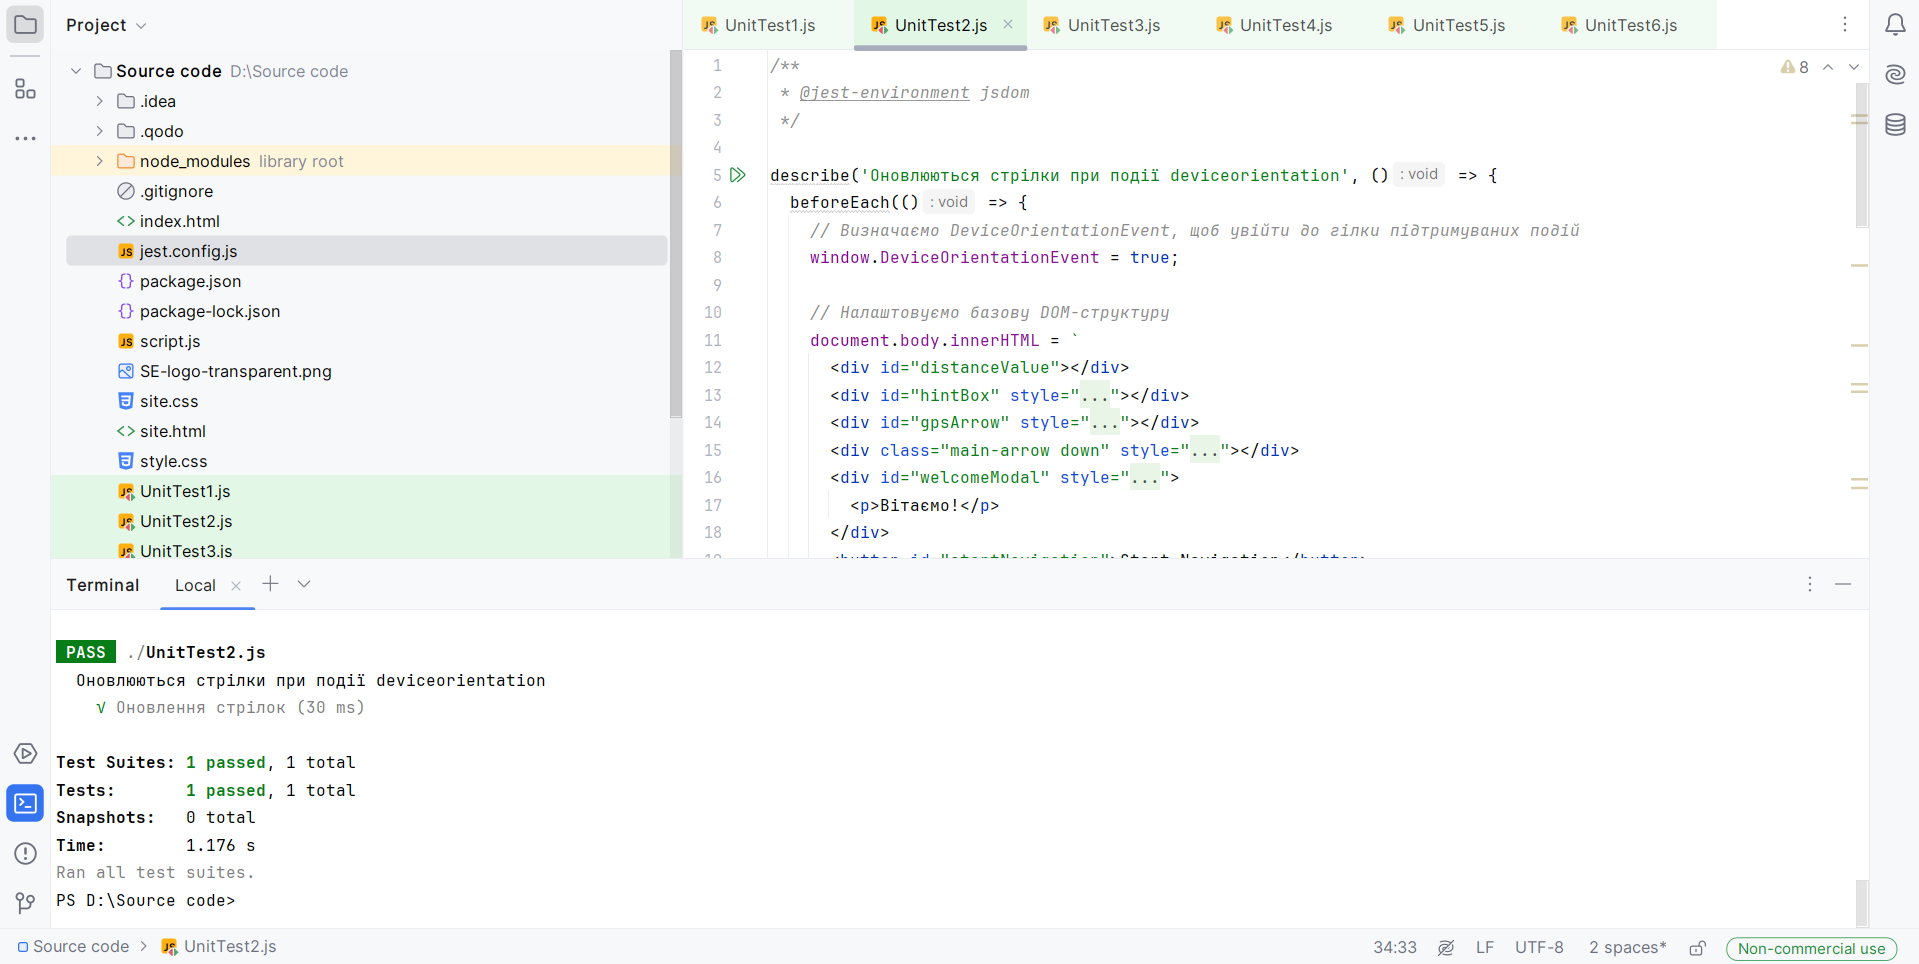 Project
UnitTest1.js
UnitTest2.js
UnitTest3.js
UnitTest4.js
UnitTest5.js
UnitTest6.js
Source code D:\Source code
.idea
.qodo
node_modules library root
.gitignore
index.html
jest.config.js
package.json
package-lock.json
script.js
SE-logo-transparent.png
site.css
site.html
style.css
UnitTest1.js
UnitTest2.js
UnitTest3.js
8
1 /**
2 * @jest-environment jsdom
3 */
4
5 describe('Оновлюються стрілки при події deviceorientation', () : void => {
6 beforeEach(() : void => {
7 // Визначаємо DeviceOrientationEvent, щоб увійти до гілки підтримуваних подій
8 window.DeviceOrientationEvent = true;
9
10 // Налаштовуємо базову DOM-структуру
11 document.body.innerHTML = `
12 <div id="distanceValue"></div>
13 <div id="hintBox" style="..."></div>
14 <div id="gpsArrow" style="..."></div>
15 <div class="main-arrow down" style="..."></div>
16 <div id="welcomeModal" style="...">
17 <p>Вітаємо!</p>
18 </div>
19 <button id="startNavigation">Start Navigation</button>
Terminal
Local
PASS ./UnitTest2.js
Оновлюються стрілки при події deviceorientation
√ Оновлення стрілок (30 ms)
Test Suites: 1 passed, 1 total
Tests: 1 passed, 1 total
Snapshots: 0 total
Time: 1.176 s
Ran all test suites.
PS D:\Source code>
Source code > UnitTest2.js
34:33
LF
UTF-8
2 spaces*
Non-commercial use